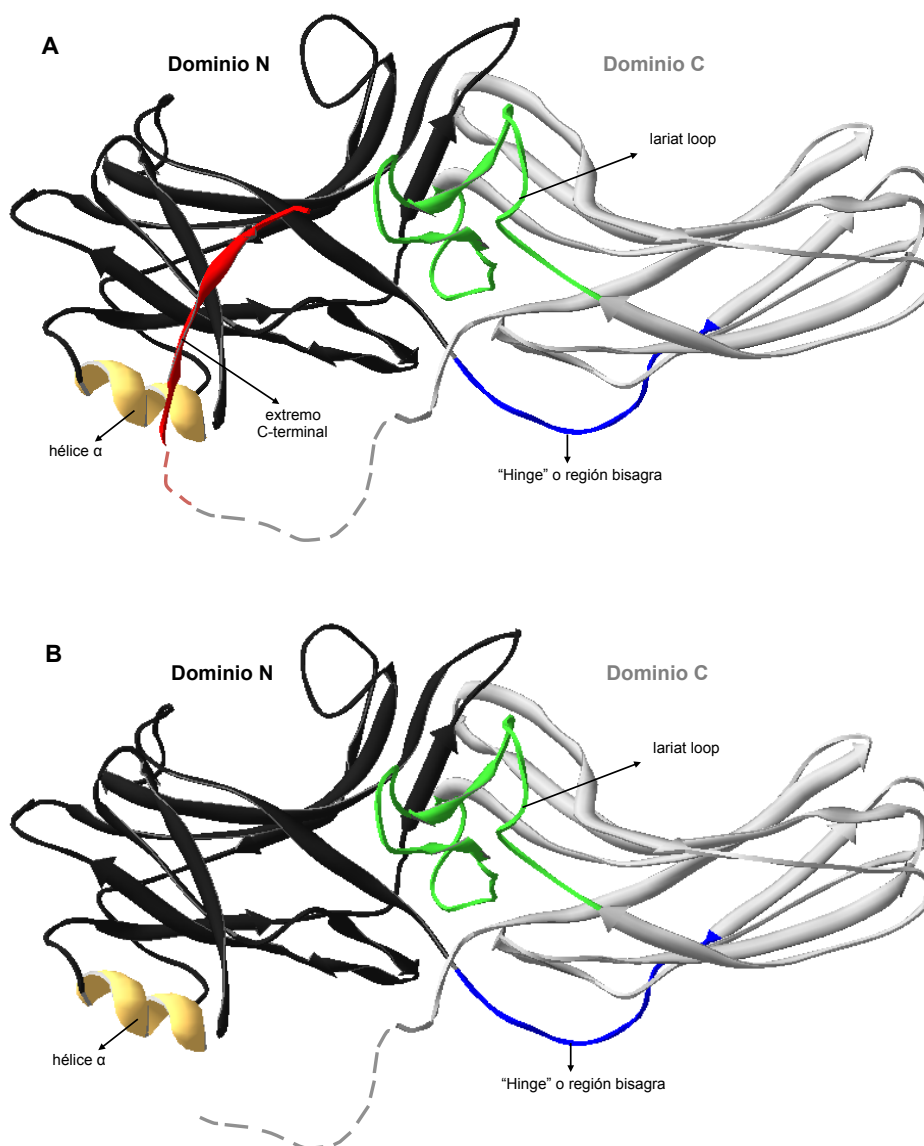 A
Dominio N
Dominio C
lariat loop
extremo
C-terminal
hélice α
“Hinge” o región bisagra
B
Dominio N
Dominio C
lariat loop
hélice α
“Hinge” o región bisagra